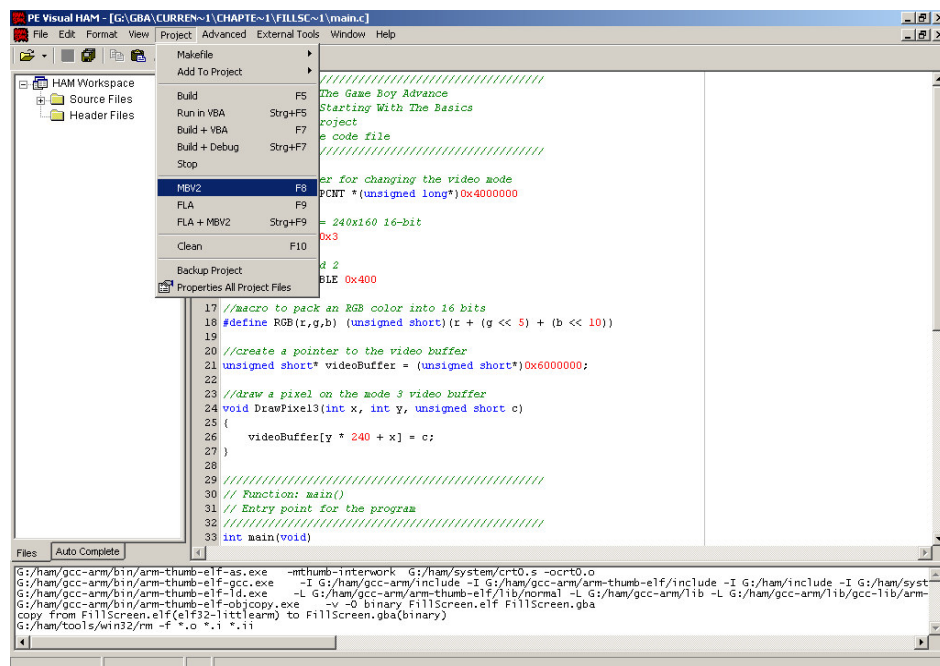 PE Visual HAM - [G:\GBA\CURREN~1\CHAPTE~1\FILLSC~1\main.c]
File Edit Format View Project Advanced External Tools Window Help
Makefile
Add To Project
Build F5
Run in VBA Strg+F5
Build + VBA F7
Build + Debug Strg+F7
Stop
MBV2 F8
FLA F9
FLA + MBV2 Strg+F9
Clean F10
Backup Project
Properties All Project Files
HAM Workspace
Source Files
Header Files
Files Auto Complete
///////////////////////////////////
The Game Boy Advance
Starting With The Basics
roject
e code file
///////////////////////////////////
er for changing the video mode
PCNT *(unsigned long*)0x4000000
= 240x160 16-bit
0x3
d 2
BLE 0x400
17 //macro to pack an RGB color into 16 bits
18 #define RGB(r,g,b) (unsigned short)(r + (g << 5) + (b << 10))
19
20 //create a pointer to the video buffer
21 unsigned short* videoBuffer = (unsigned short*)0x6000000;
22
23 //draw a pixel on the mode 3 video buffer
24 void DrawPixel3(int x, int y, unsigned short c)
25 {
26 videoBuffer[y * 240 + x] = c;
27 }
28
29 //////////////////////////////////////////////////
30 // Function: main()
31 // Entry point for the program
32 //////////////////////////////////////////////////
33 int main(void)
G:/ham/gcc-arm/bin/arm-thumb-elf-as.exe -mthumb-interwork G:/ham/system/crt0.s -ocrt0.o
G:/ham/gcc-arm/bin/arm-thumb-elf-gcc.exe -I G:/ham/gcc-arm/include -I G:/ham/gcc-arm/arm-thumb-elf/include -I G:/ham/include -I G:/ham/syst
G:/ham/gcc-arm/bin/arm-thumb-elf-ld.exe -L G:/ham/gcc-arm/arm-thumb-elf/lib/normal -L G:/ham/gcc-arm/lib -L G:/ham/gcc-arm/lib/gcc-lib/arm-
G:/ham/gcc-arm/bin/arm-thumb-elf-objcopy.exe -v -O binary FillScreen.elf FillScreen.gba
copy from FillScreen.elf(elf32-littlearm) to FillScreen.gba(binary)
G:/ham/tools/win32/rm -f *.o *.i *.ii